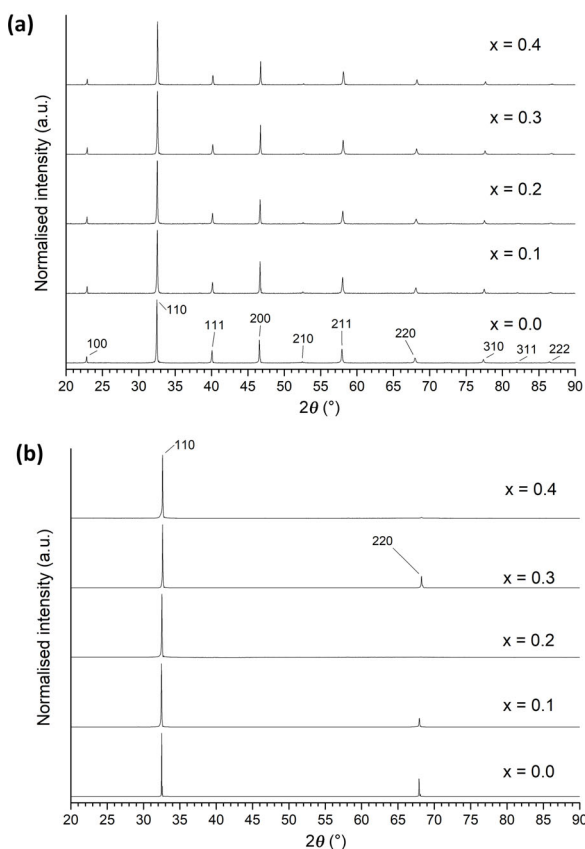 (a)
x = 0.4
x = 0.3
x = 0.2
x = 0.1
x = 0.0
110
100
111
200
210
211
220
310
311
222
20 25 30 35 40 45 50 55 60 65 70 75 80 85 90
2θ (°)
Normalised intensity (a.u.)
(b)
110
x = 0.4
220
x = 0.3
x = 0.2
x = 0.1
x = 0.0
20 25 30 35 40 45 50 55 60 65 70 75 80 85 90
2θ (°)
Normalised intensity (a.u.)